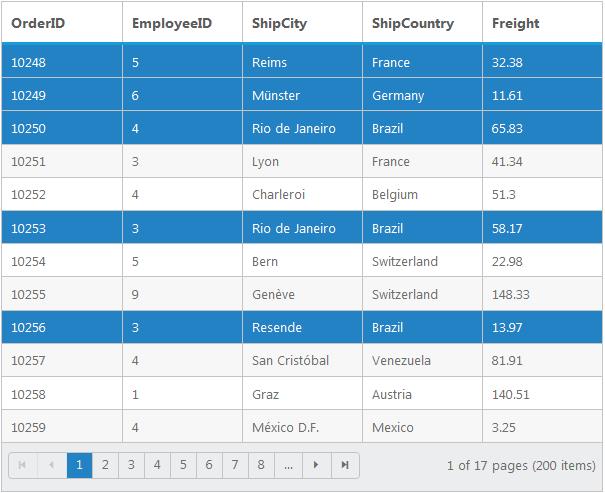 OrderID EmployeeID ShipCity ShipCountry Freight
10248 5 Reims France 32.38
10249 6 Münster Germany 11.61
10250 4 Rio de Janeiro Brazil 65.83
10251 3 Lyon France 41.34
10252 4 Charleroi Belgium 51.3
10253 3 Rio de Janeiro Brazil 58.17
10254 5 Bern Switzerland 22.98
10255 9 Genève Switzerland 148.33
10256 3 Resende Brazil 13.97
10257 4 San Cristóbal Venezuela 81.91
10258 1 Graz Austria 140.51
10259 4 México D.F. Mexico 3.25
1 2 3 4 5 6 7 8 ... 1 of 17 pages (200 items)